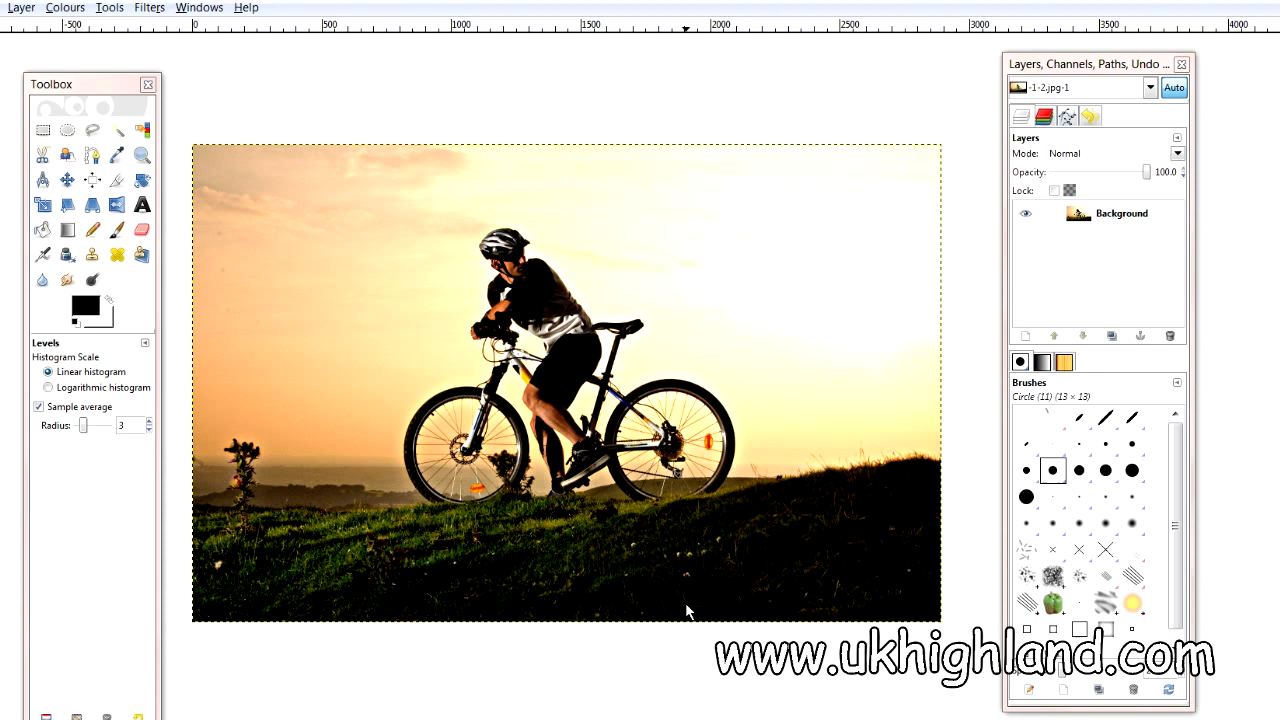 Layer Colours Tools Filters Windows Help
-500 0 500 1000 1500 2000 2500 3000 3500 4000
Toolbox
Levels
Histogram Scale
Linear histogram
Logarithmic histogram
Sample average
Radius: 3
Layers, Channels, Paths, Undo ...
-1-2.jpg-1 Auto
Layers
Mode: Normal
Opacity: 100.0
Lock:
Background
Brushes
Circle (11) (13 × 13)
www.ukhighland.com